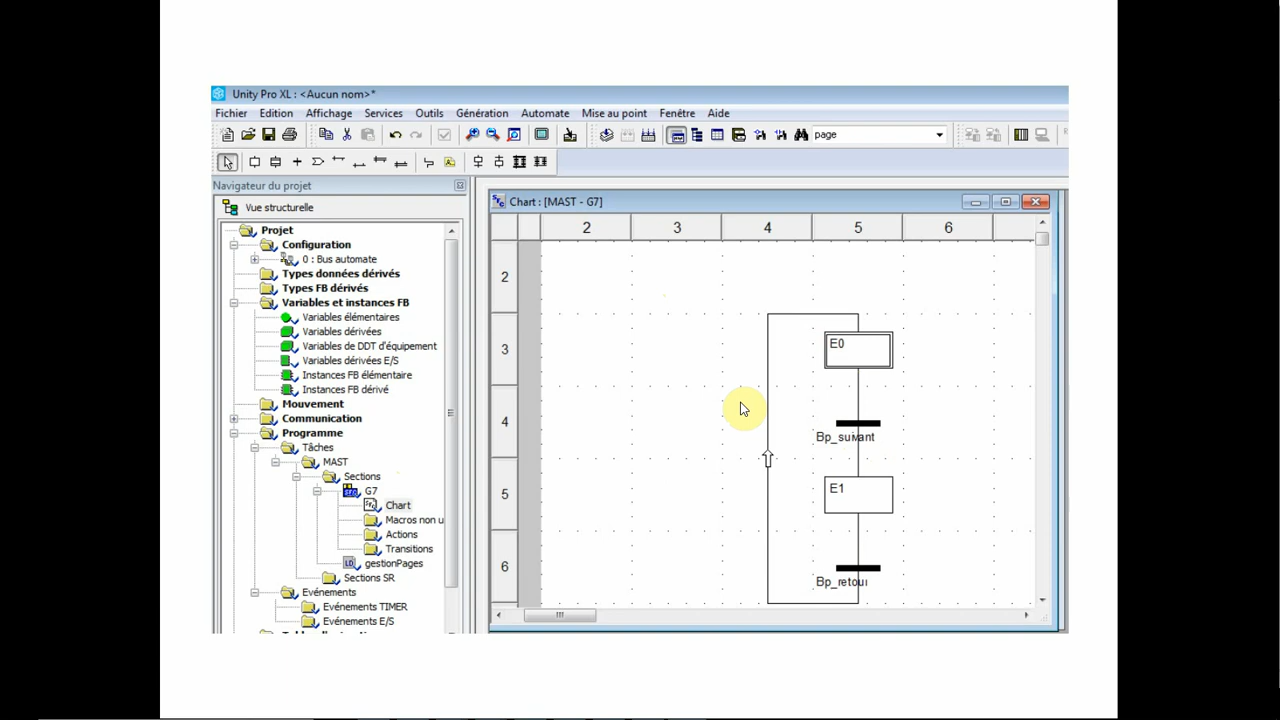 Unity Pro XL : <Aucun nom>*
Fichier Edition Affichage Services Outils Génération Automate Mise au point Fenêtre Aide
page
Navigateur du projet
Vue structurelle
Projet
Configuration
0 : Bus automate
Types données dérivés
Types FB dérivés
Variables et instances FB
Variables élémentaires
Variables dérivées
Variables de DDT d'équipement
Variables dérivées E/S
Instances FB élémentaire
Instances FB dérivé
Mouvement
Communication
Programme
Tâches
MAST
Sections
G7
Chart
Macros non u
Actions
Transitions
gestionPages
Sections SR
Evénements
Evénements TIMER
Evénements E/S
Chart : [MAST - G7]
2 3 4 5 6
2
3
4
5
6
E0
Bp_suivant
E1
Bp_retour